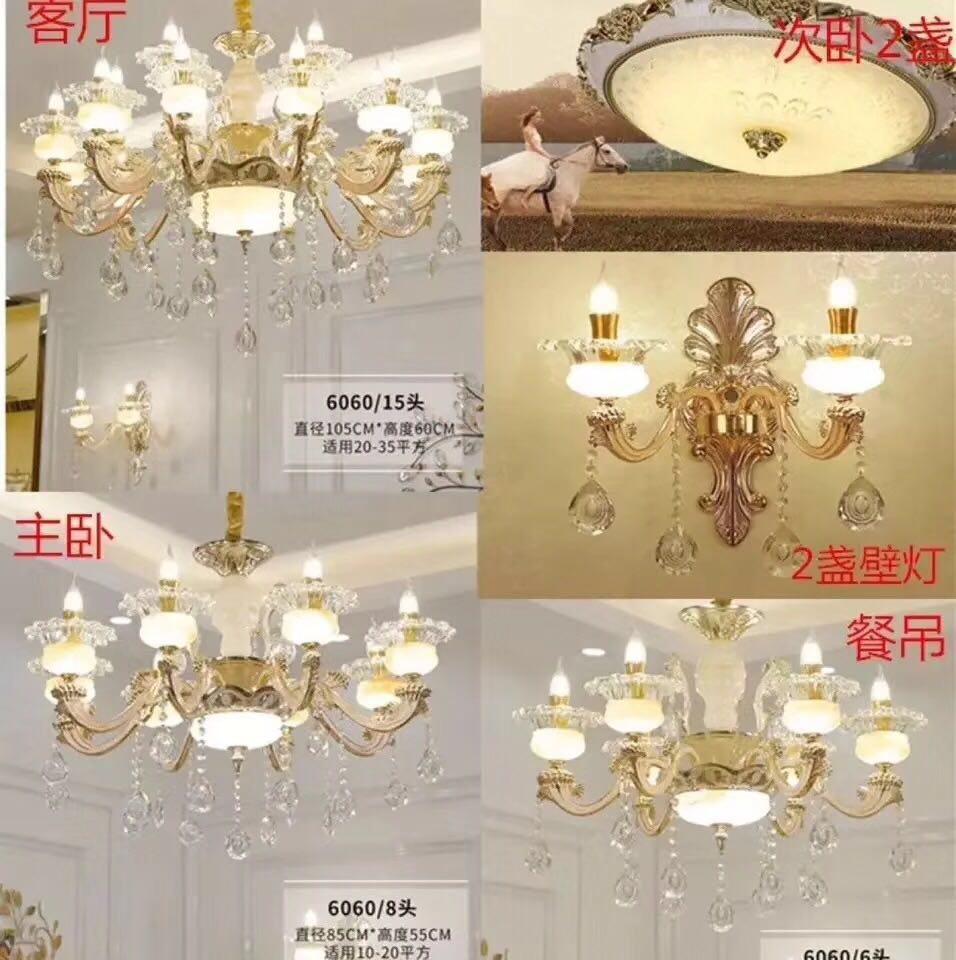 客厅
次卧2盏
6060/15头
直径105CM*高度60CM
适用20-35平方
2盏壁灯
主卧
餐吊
6060/8头
直径85CM*高度55CM
适用10-20平方
6060/6头